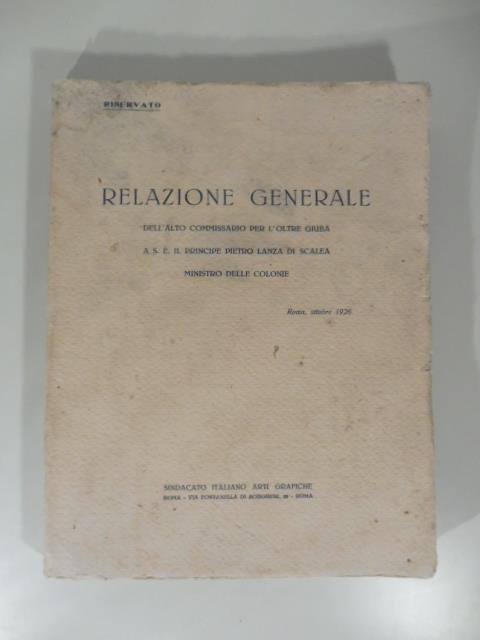 RISERVATO
RELAZIONE GENERALE
DELL'ALTO COMMISSARIO PER L'OLTRE GIUBA
A S. E. IL PRINCIPE PIETRO LANZA DI SCALEA
MINISTRO DELLE COLONIE
Roma, ottobre 1926
SINDACATO ITALIANO ARTI GRAFICHE
ROMA - VIA FONTANELLA DI BORGHESE, - ROMA